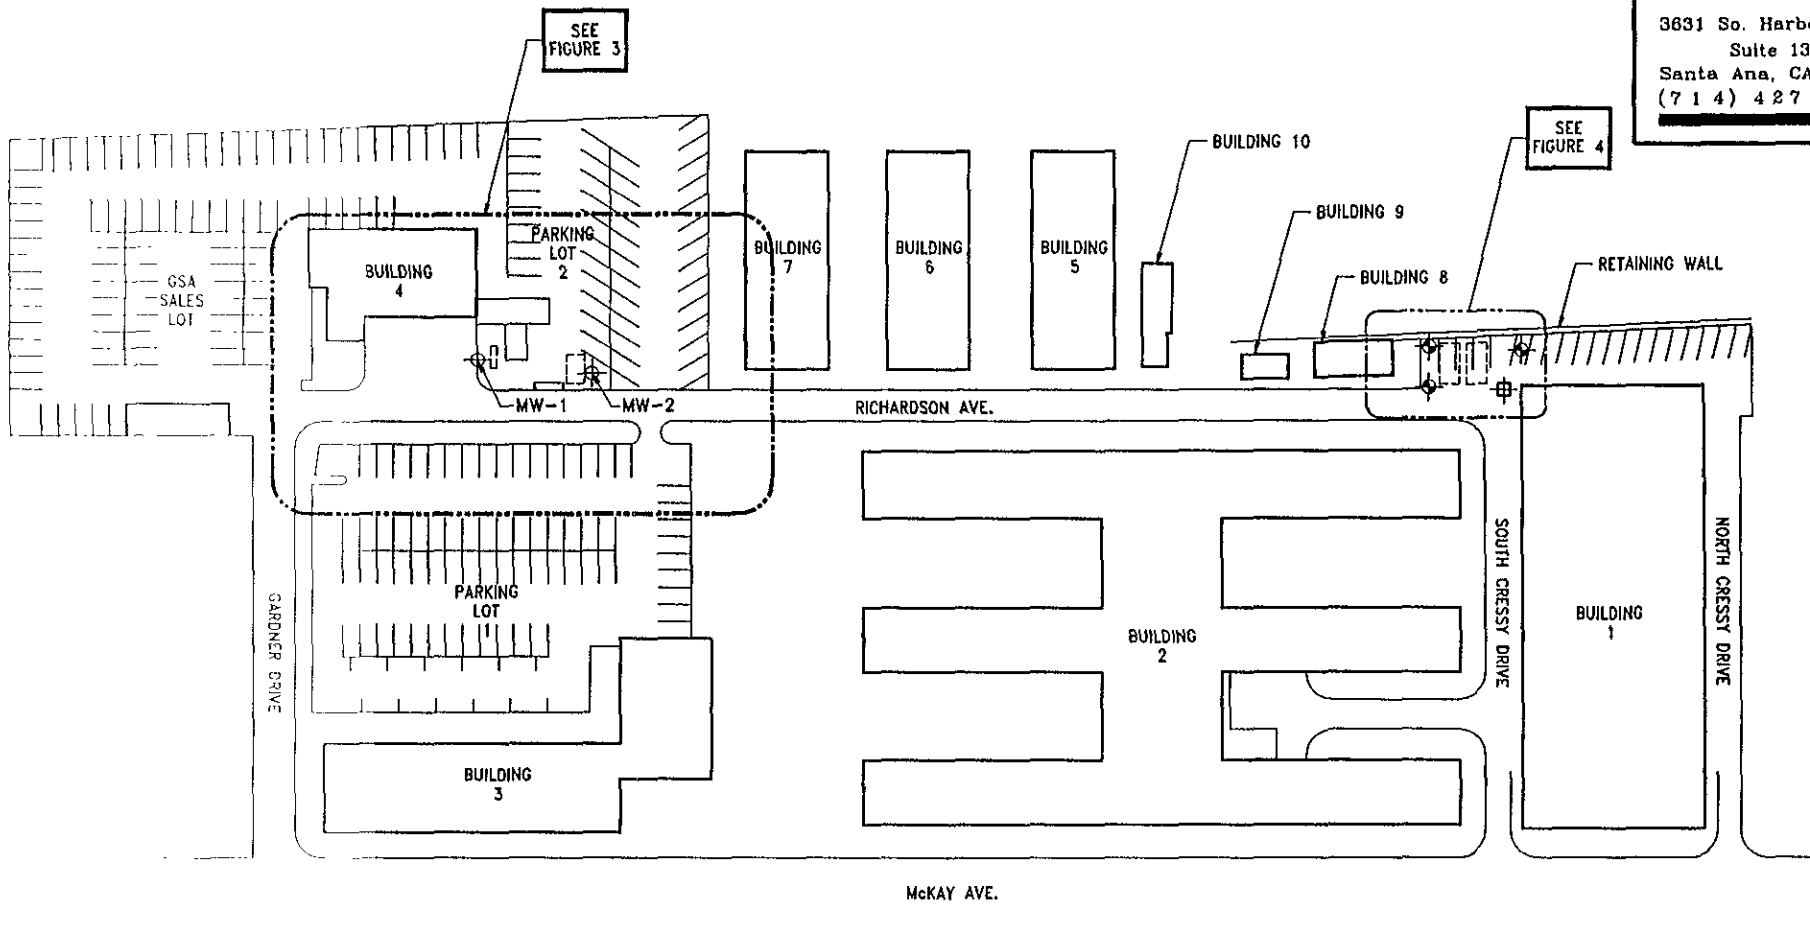 SEE
FIGURE 3
3631 So. Harbo
Suite 13
Santa Ana, CA
(714) 427
SEE
FIGURE 4
BUILDING 10
BUILDING 9
BUILDING 8
RETAINING WALL
PARKING
LOT
2
BUILDING
7
BUILDING
6
BUILDING
5
BUILDING
4
GSA
SALES
LOT
MW-1
MW-2
RICHARDSON AVE.
GARDNER DRIVE
PARKING
LOT
1
BUILDING
2
SOUTH CRESSY DRIVE
BUILDING
1
NORTH CRESSY DRIVE
BUILDING
3
McKAY AVE.